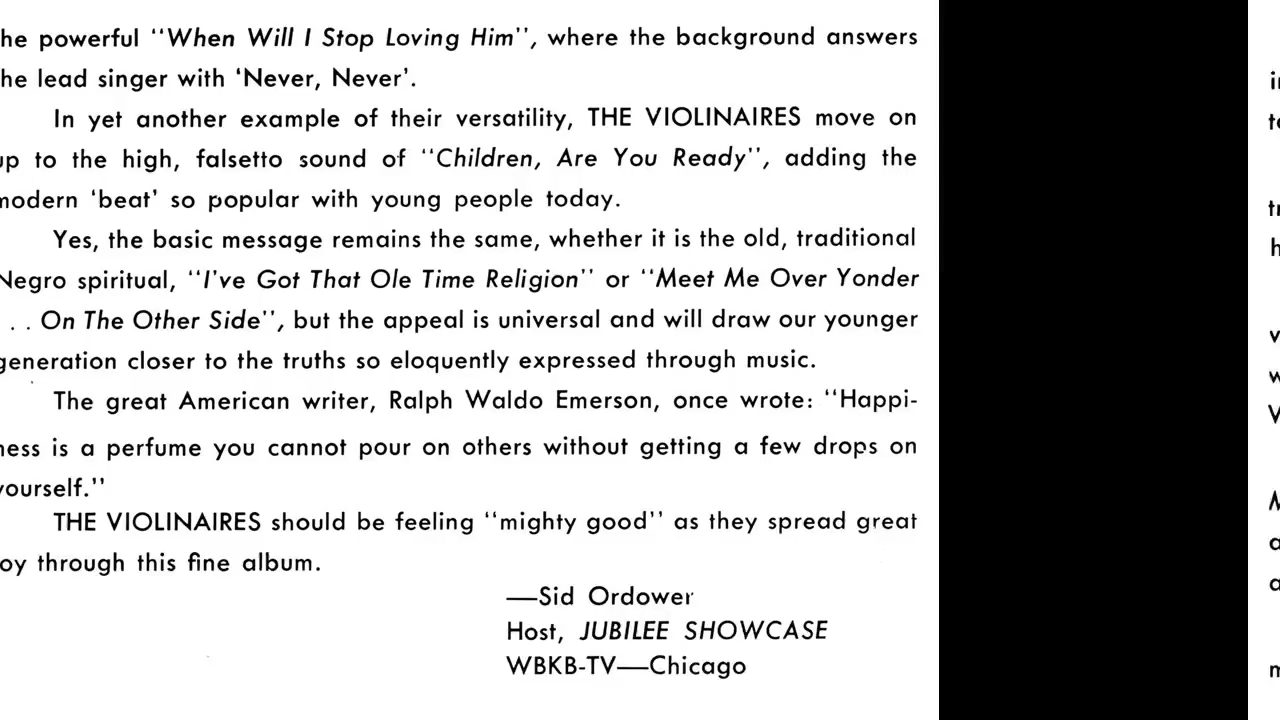 he powerful "When Will I Stop Loving Him", where the background answers
he lead singer with 'Never, Never'.
In yet another example of their versatility, THE VIOLINAIRES move on
up to the high, falsetto sound of "Children, Are You Ready", adding the
modern 'beat' so popular with young people today.
Yes, the basic message remains the same, whether it is the old, traditional
Negro spiritual, "I've Got That Ole Time Religion" or "Meet Me Over Yonder
. . On The Other Side", but the appeal is universal and will draw our younger
generation closer to the truths so eloquently expressed through music.
The great American writer, Ralph Waldo Emerson, once wrote: "Happi-
ness is a perfume you cannot pour on others without getting a few drops on
yourself."
THE VIOLINAIRES should be feeling "mighty good" as they spread great
oy through this fine album.
—Sid Ordower
Host, JUBILEE SHOWCASE
WBKB-TV—Chicago